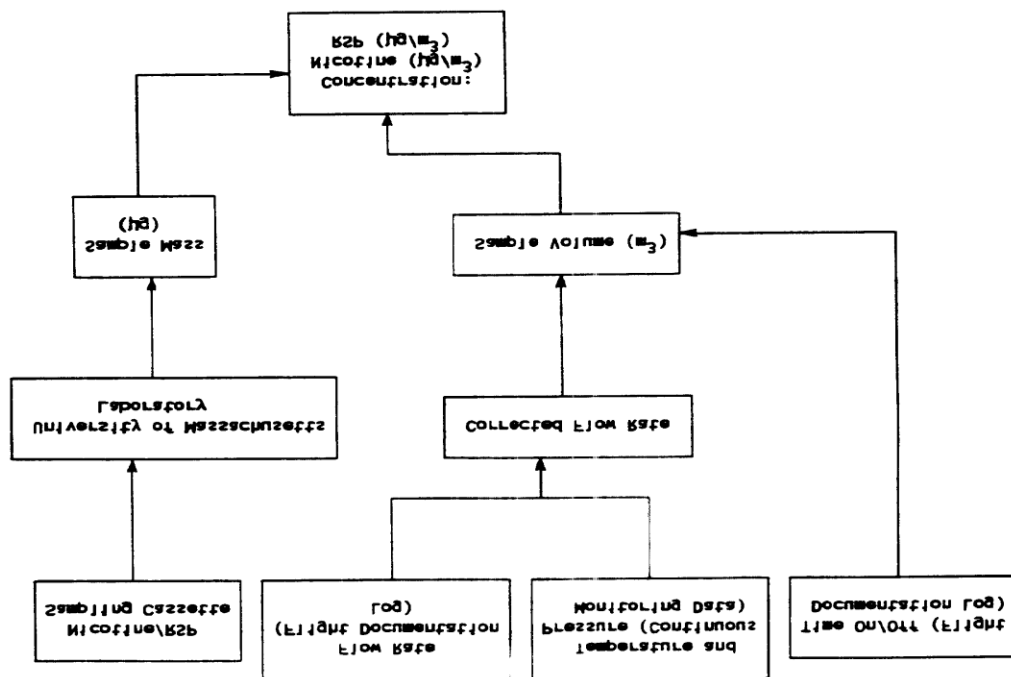 Nicotine/RSP
Sampling Cassette
Flow Rate
(Flight Documentation
Log)
Temperature and
Pressure (Continuous
Monitoring Data)
Time On/Off (Flight
Documentation Log)
University of Massachusetts
Laboratory
Corrected Flow Rate
Sample Mass
(µg)
Sample Volume (m³)
Concentration:
Nicotine (µg/m³)
RSP (µg/m³)